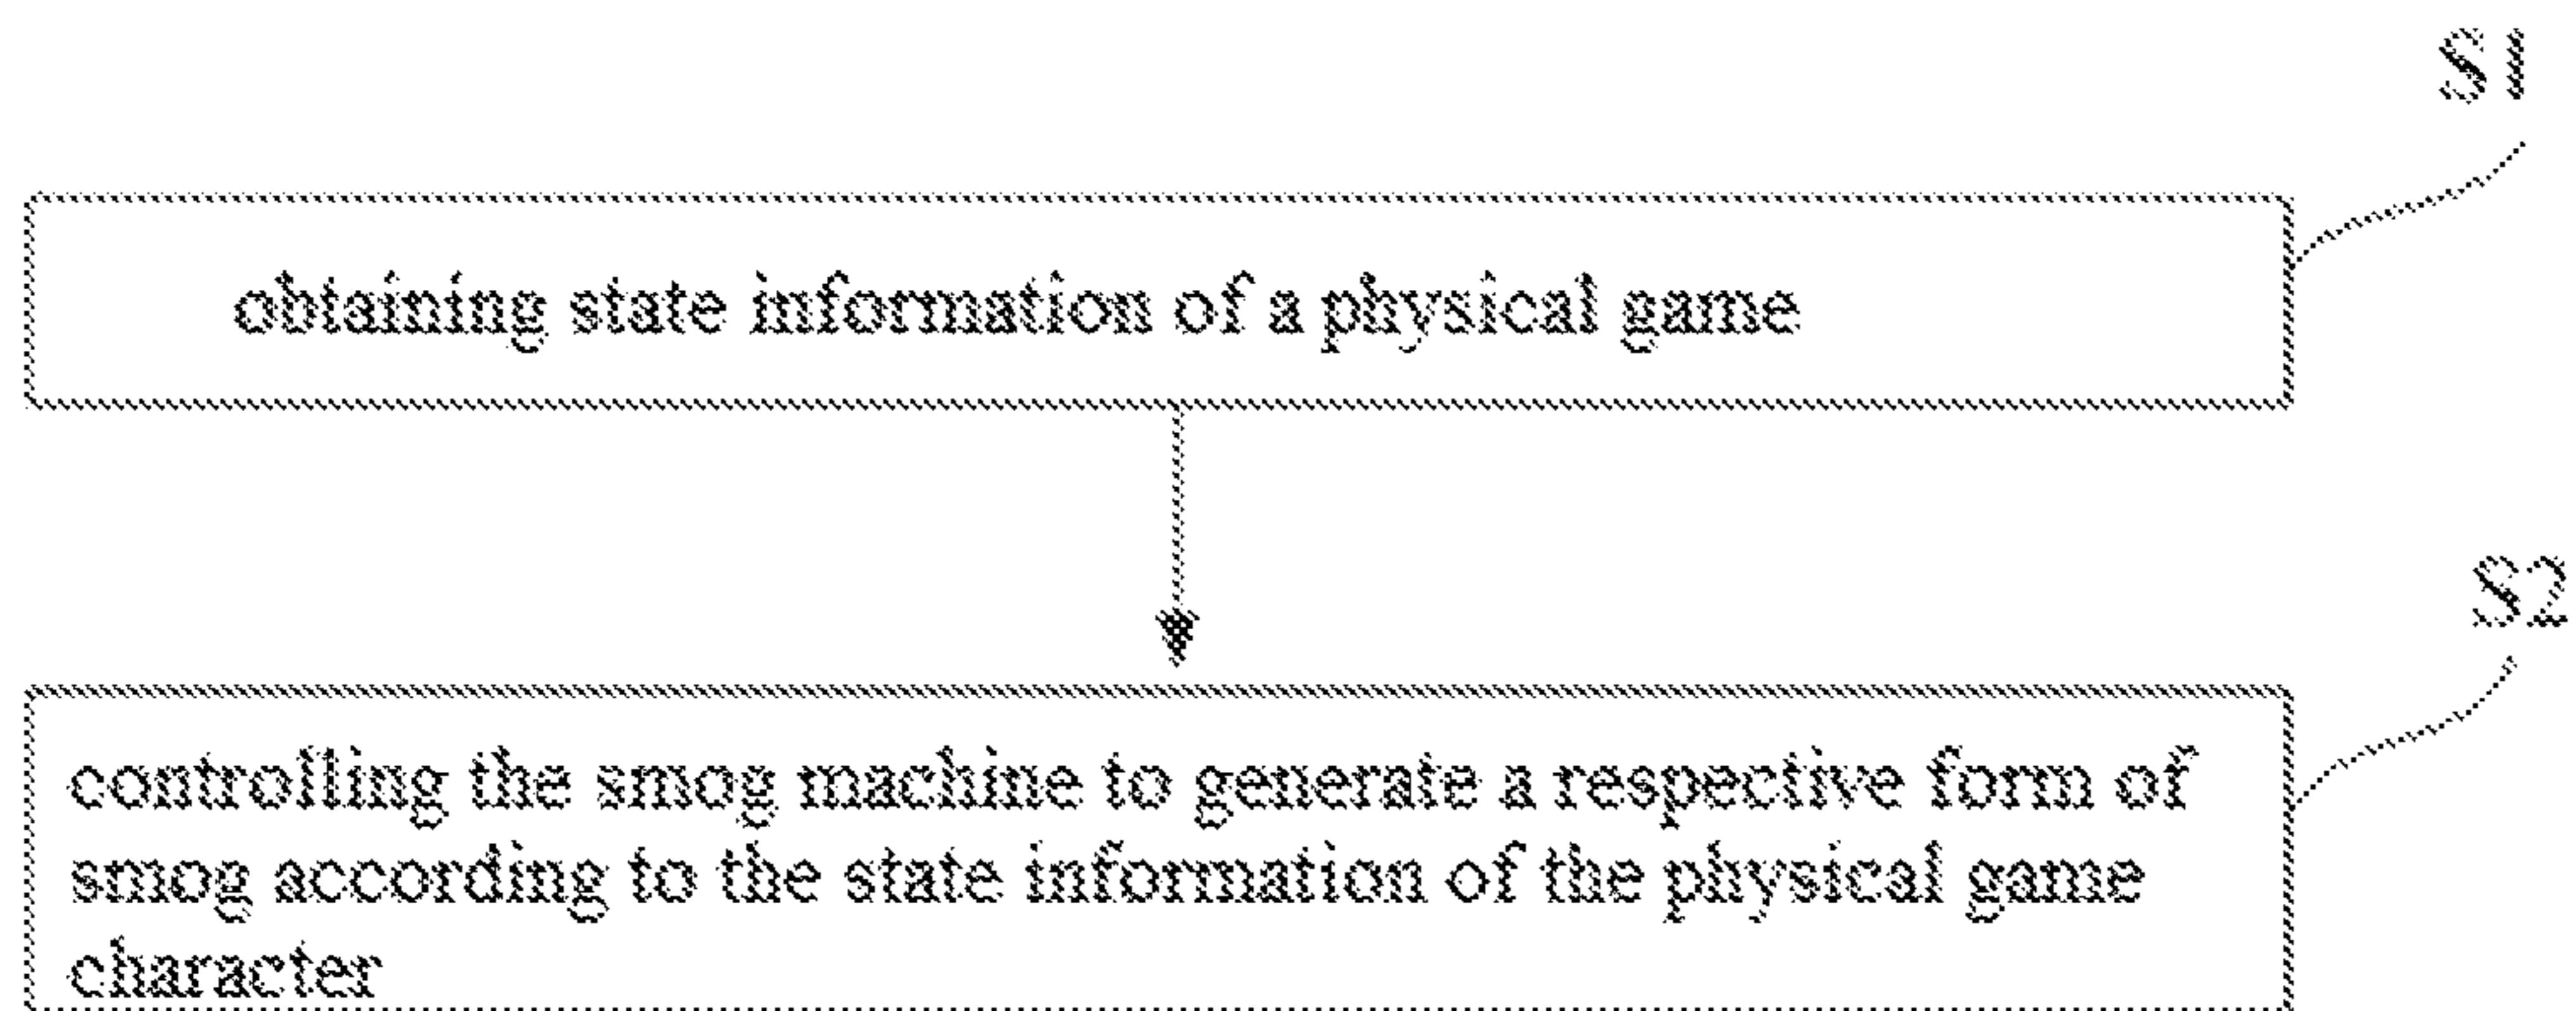 S1
obtaining state information of a physical game
S2
controlling the smog machine to generate a respective form of
smog according to the state information of the physical game
character